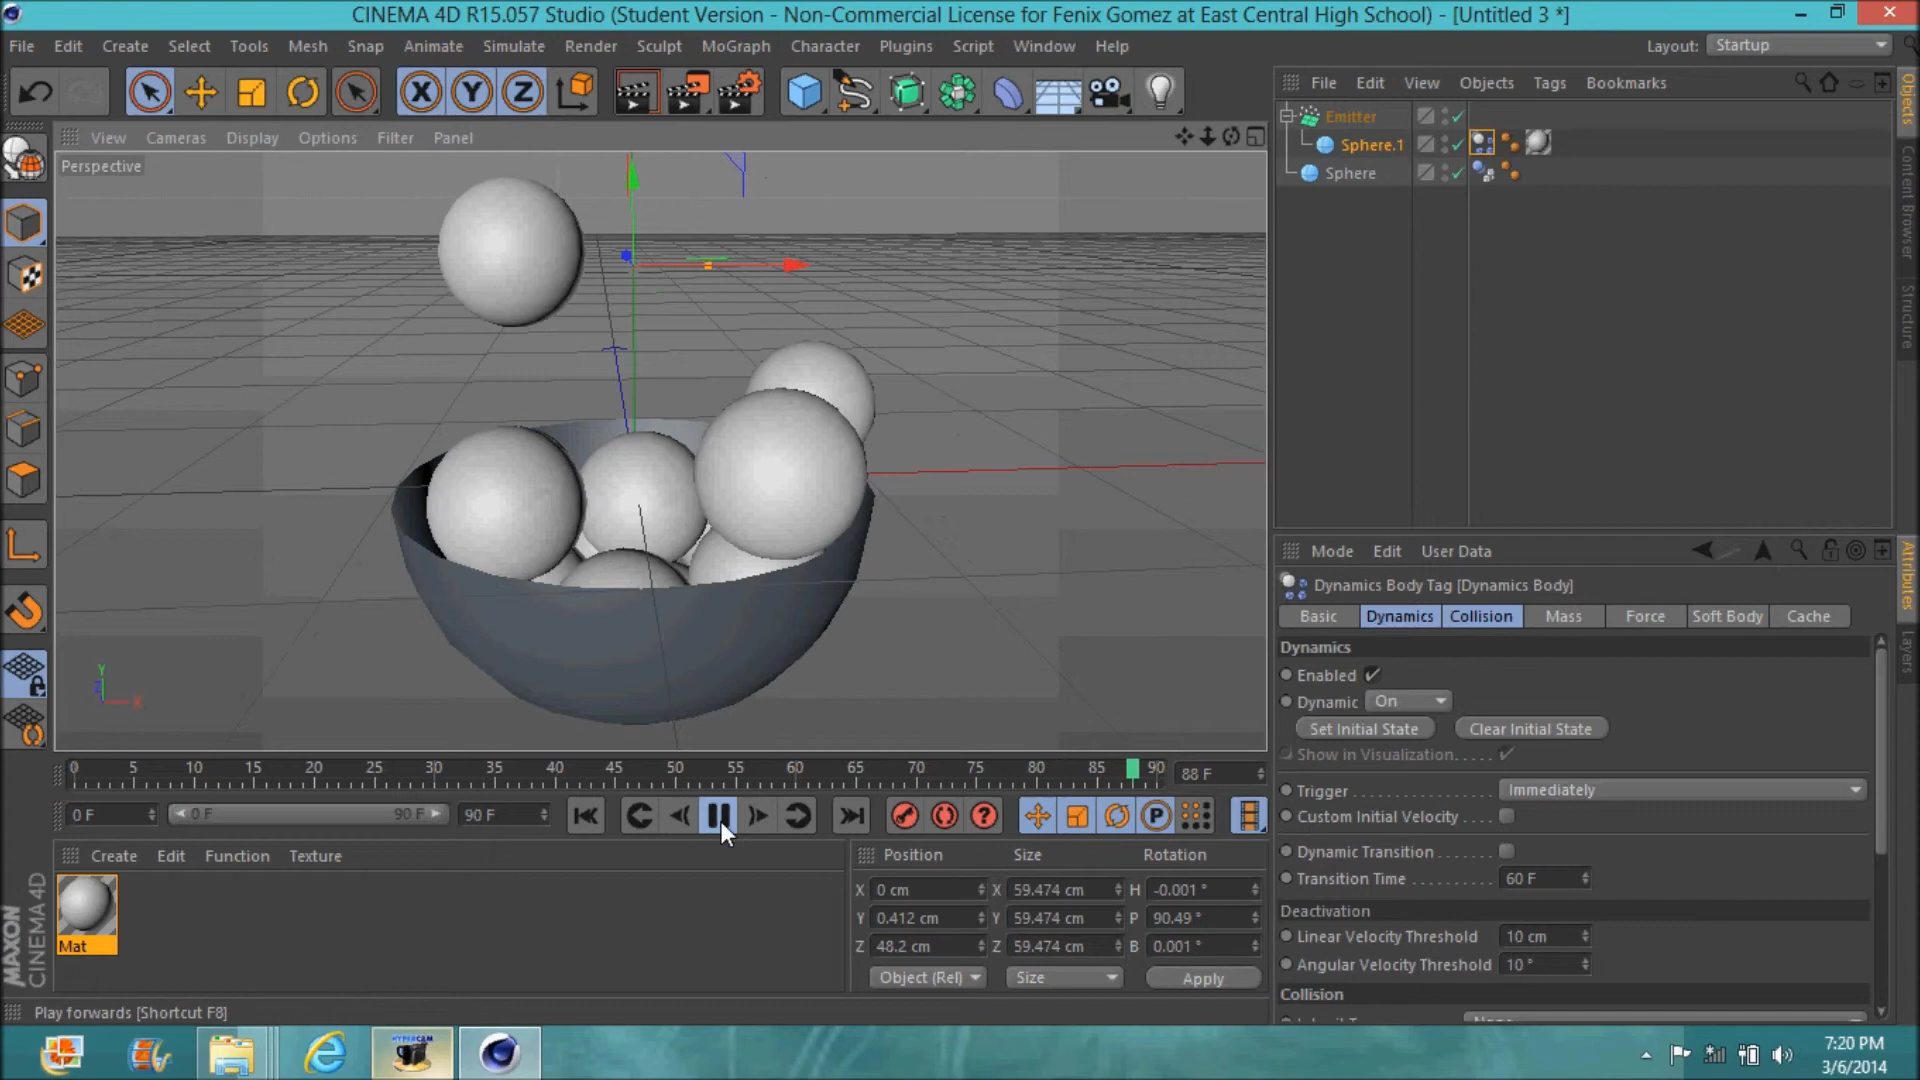 CINEMA 4D R15.057 Studio (Student Version - Non-Commercial License for Fenix Gomez at East Central High School) - [Untitled 3 *]
File Edit Create Select Tools Mesh Snap Animate Simulate Render Sculpt MoGraph Character Plugins Script Window Help Layout: Startup
X Y Z
File Edit View Objects Tags Bookmarks
Objects
Content Browser
Structure
Emitter
Sphere.1
Sphere
View Cameras Display Options Filter Panel
Perspective
Y
Z X
Mode Edit User Data
Attributes
Layers
Dynamics Body Tag [Dynamics Body]
Basic Dynamics Collision Mass Force Soft Body Cache
Dynamics
Enabled
Dynamic On
Set Initial State Clear Initial State
Show in Visualization. . . . .
Trigger Immediately
Custom Initial Velocity
Dynamic Transition
Transition Time 60 F
Deactivation
Linear Velocity Threshold 10 cm
Angular Velocity Threshold 10 °
Collision
0 5 10 15 20 25 30 35 40 45 50 55 60 65 70 75 80 85 90 88 F
0 F 0 F 90 F 90 F
P
Create Edit Function Texture
Mat
Position Size Rotation
X 0 cm X 59.474 cm H -0.001 °
Y 0.412 cm Y 59.474 cm P 90.49 °
Z 48.2 cm Z 59.474 cm B 0.001 °
Object (Rel) Size Apply
MAXON
CINEMA 4D
Play forwards [Shortcut F8]
HYPERCAM
7:20 PM
3/6/2014